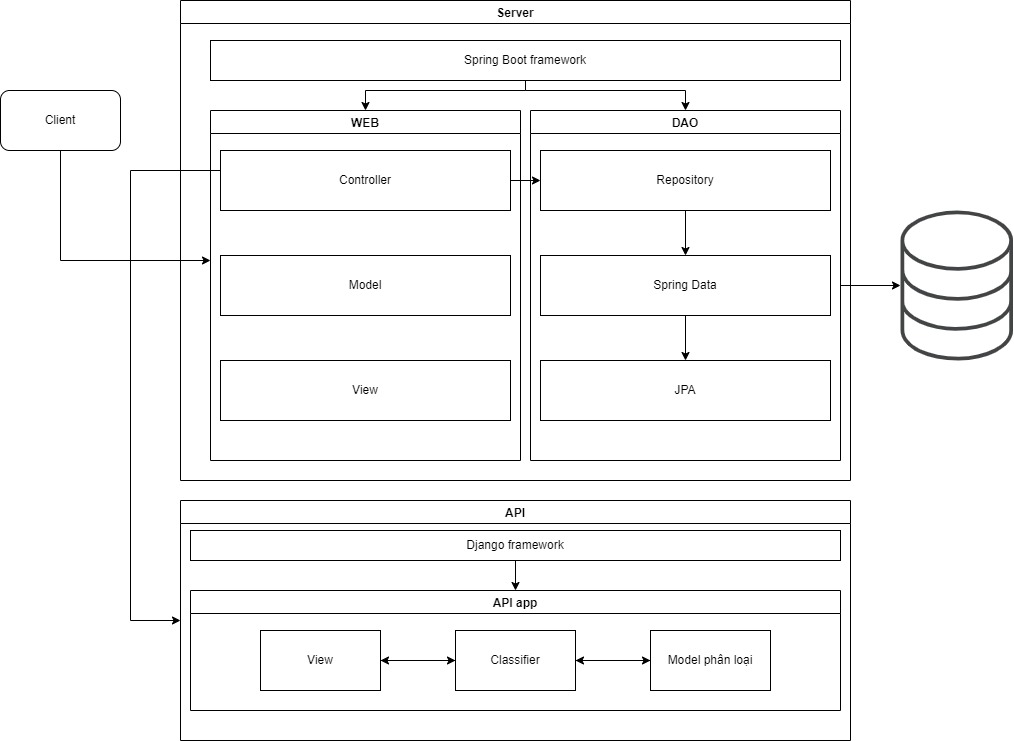 Server
Spring Boot framework
Client
WEB
DAO
Controller
Repository
Model
Spring Data
View
JPA
API
Django framework
API app
View
Classifier
Model phân loại